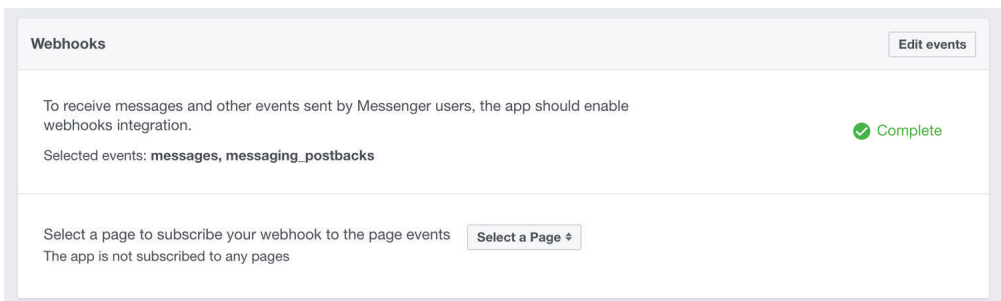 Webhooks
Edit events
To receive messages and other events sent by Messenger users, the app should enable
webhooks integration.
Complete
Selected events: messages, messaging_postbacks
Select a page to subscribe your webhook to the page events
Select a Page
The app is not subscribed to any pages